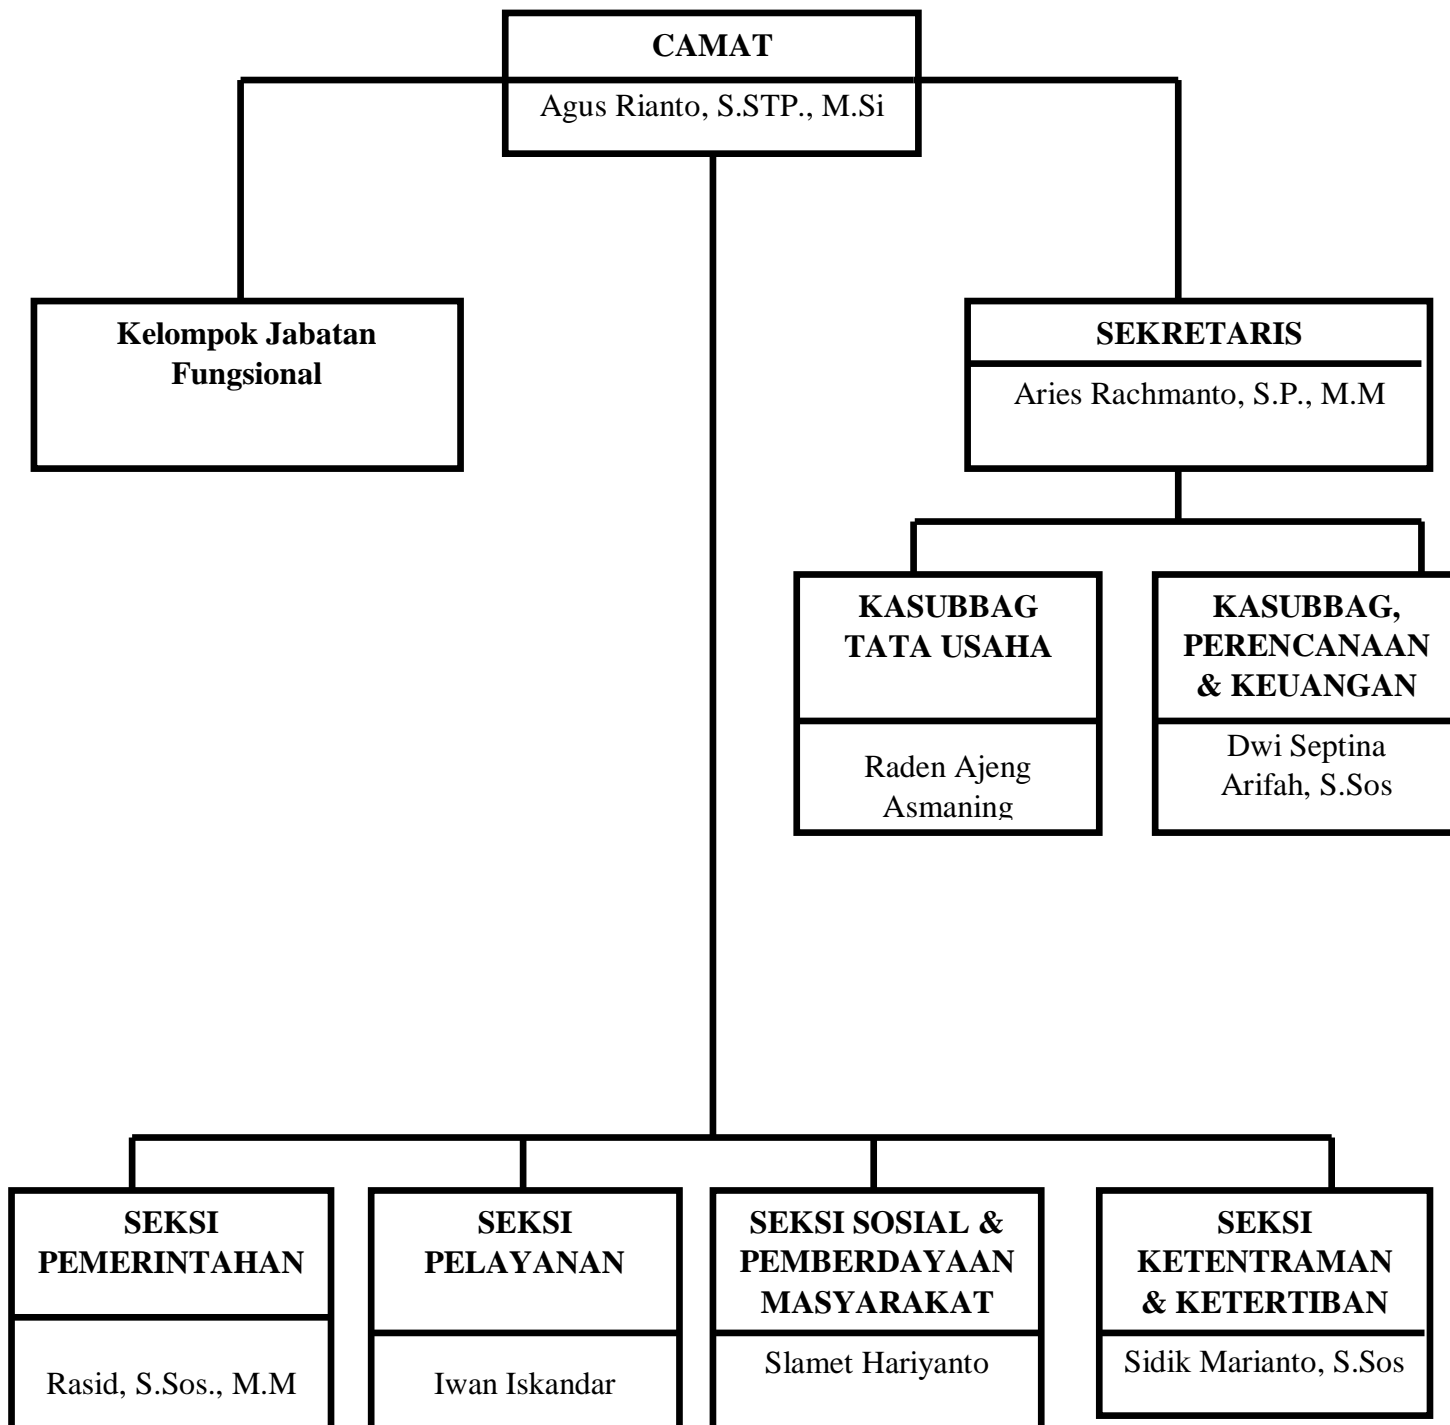 CAMAT
Agus Rianto, S.STP., M.Si
Kelompok Jabatan
Fungsional
SEKRETARIS
Aries Rachmanto, S.P., M.M
KASUBBAG
TATA USAHA
Raden Ajeng
Asmaning
KASUBBAG,
PERENCANAAN
& KEUANGAN
Dwi Septina
Arifah, S.Sos
SEKSI
PEMERINTAHAN
Rasid, S.Sos., M.M
SEKSI
PELAYANAN
Iwan Iskandar
SEKSI SOSIAL &
PEMBERDAYAAN
MASYARAKAT
Slamet Hariyanto
SEKSI
KETENTRAMAN
& KETERTIBAN
Sidik Marianto, S.Sos